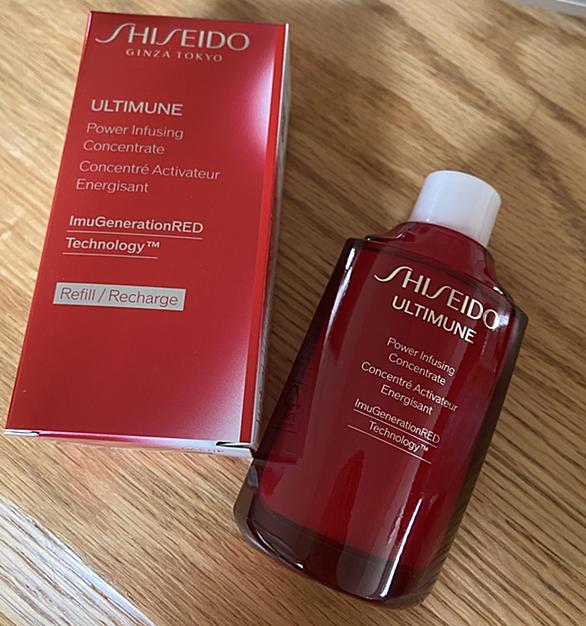 SHISEIDO
GINZA TOKYO
ULTIMUNE
Power Infusing
Concentrate
Concentré Activateur
Energisant
ImuGenerationRED
Technology™
Refill / Recharge
SHISEIDO
ULTIMUNE
Power Infusing
Concentrate
Concentré Activateur
Energisant
ImuGenerationRED
Technology™